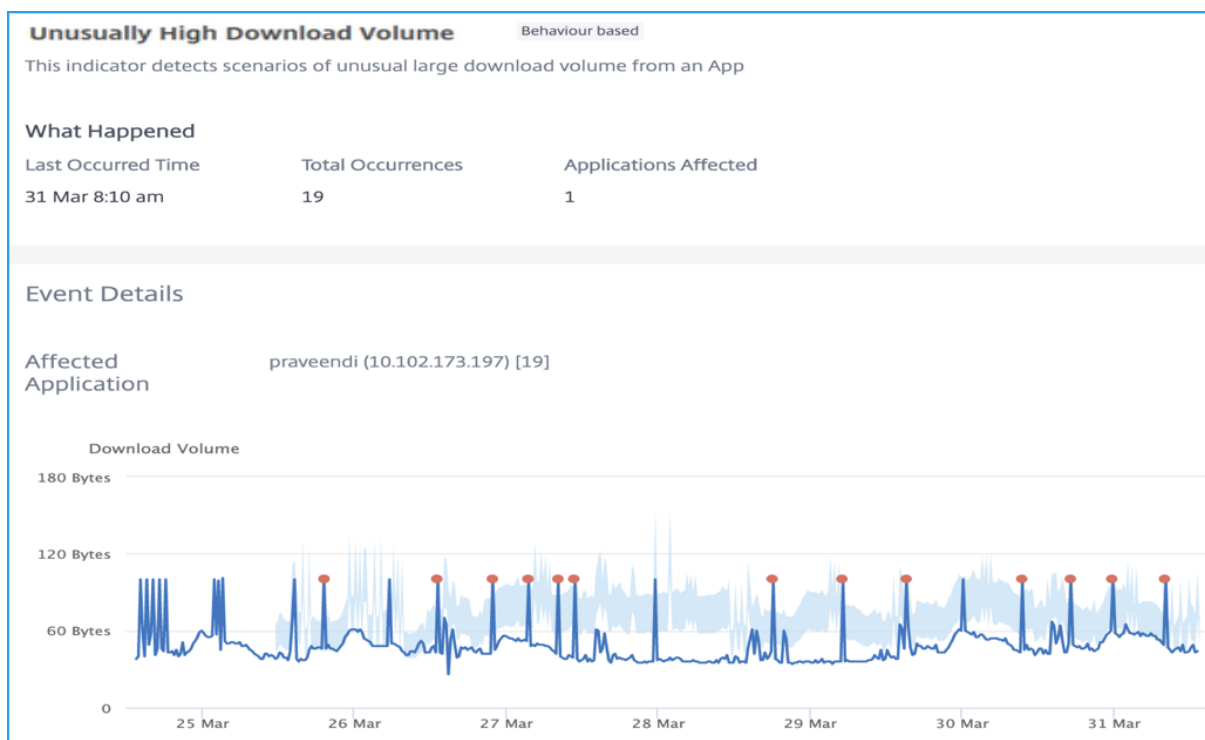 Unusually High Download Volume Behaviour based
This indicator detects scenarios of unusual large download volume from an App
What Happened
Last Occurred Time Total Occurrences Applications Affected
31 Mar 8:10 am 19 1
Event Details
Affected praveendi (10.102.173.197) [19]
Application
Download Volume
180 Bytes
120 Bytes
60 Bytes
0
25 Mar 26 Mar 27 Mar 28 Mar 29 Mar 30 Mar 31 Mar